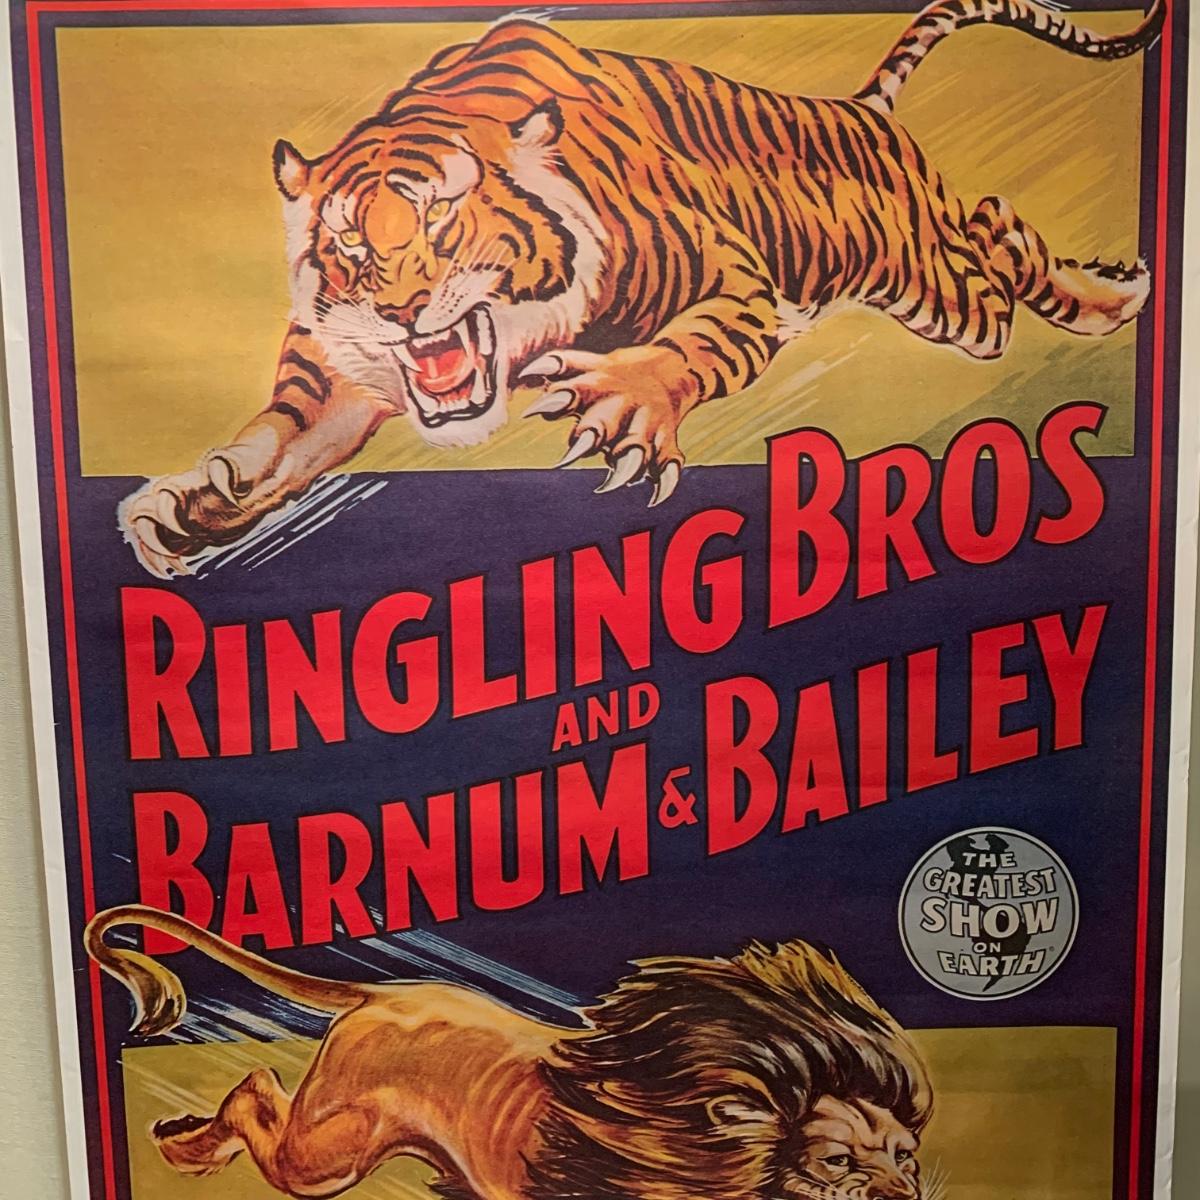 RINGLING BROS
AND
BARNUM & BAILEY
THE
GREATEST
SHOW
ON
EARTH®